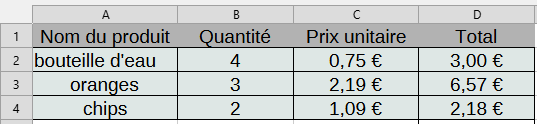 A B C D
1 Nom du produit Quantité Prix unitaire Total
2 bouteille d'eau 4 0,75 € 3,00 €
3 oranges 3 2,19 € 6,57 €
4 chips 2 1,09 € 2,18 €